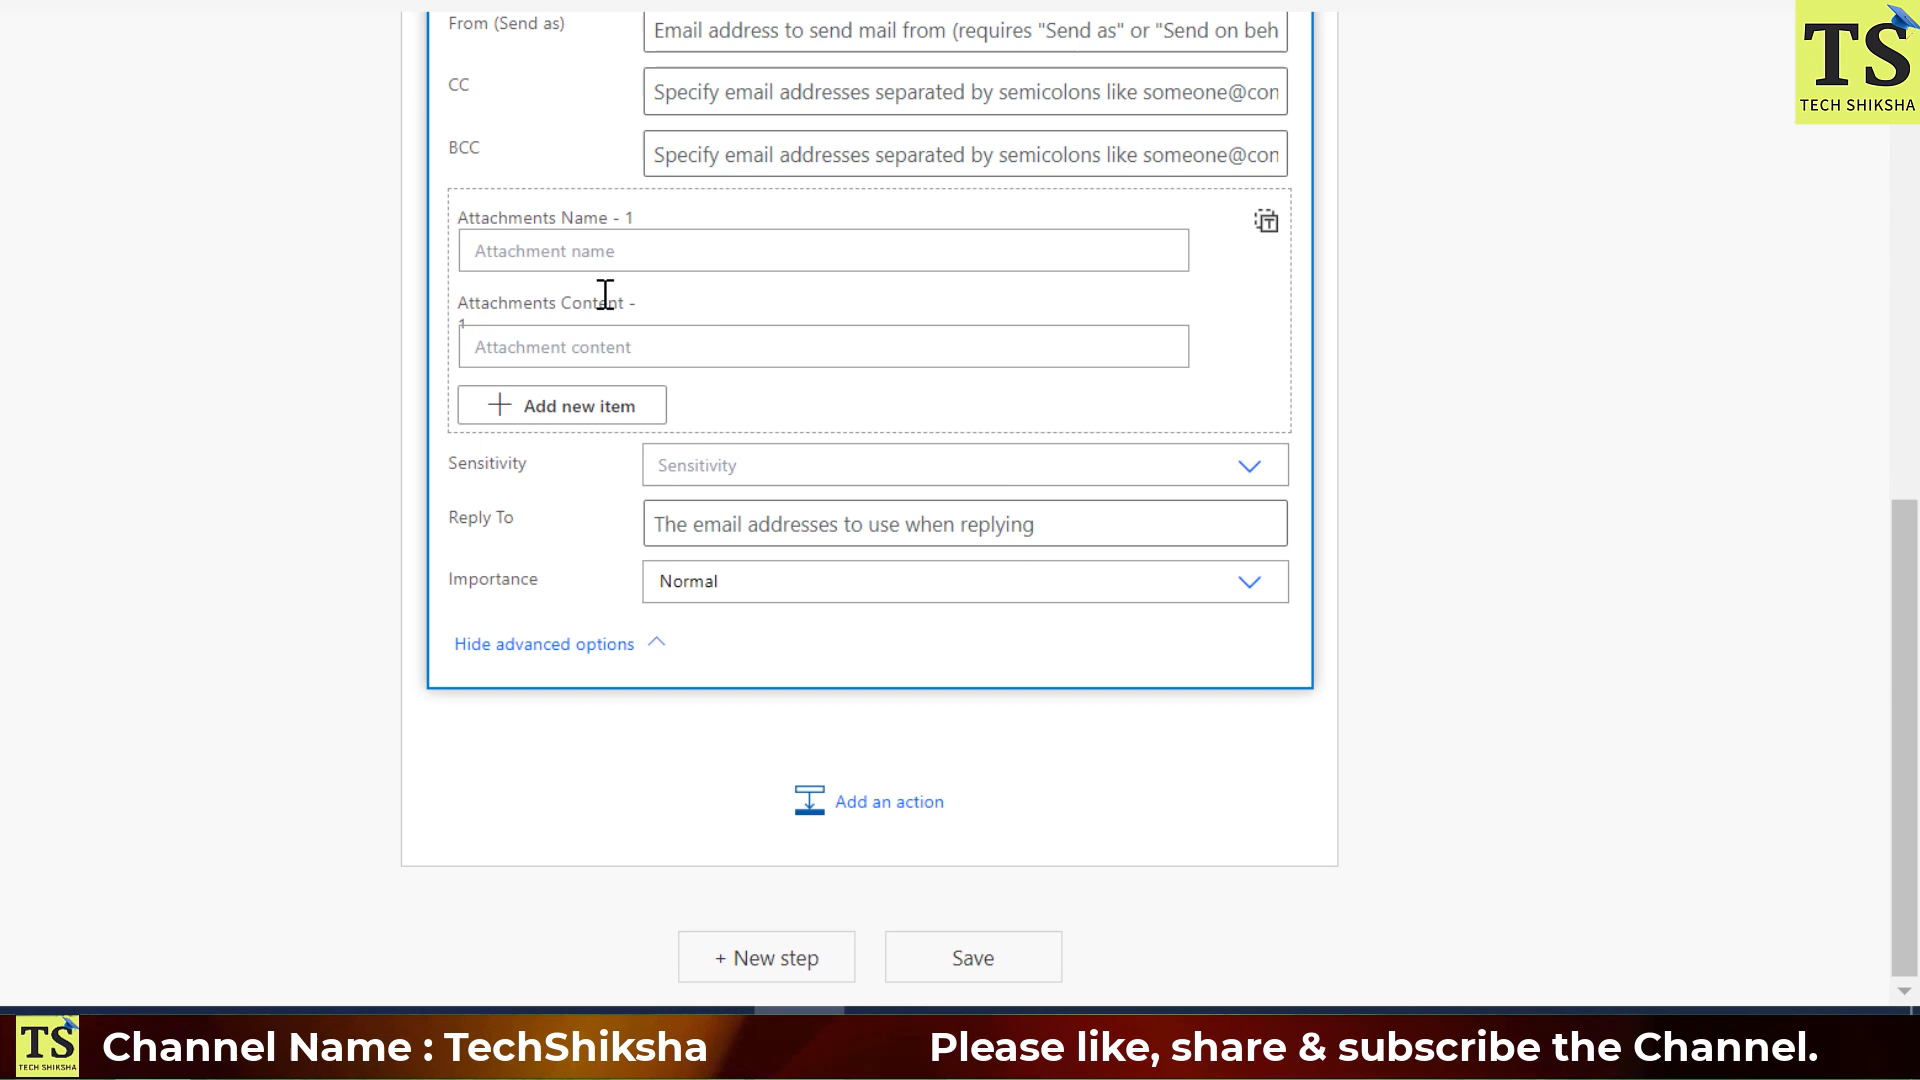 From (Send as)
Email address to send mail from (requires "Send as" or "Send on beh
TS
TECH SHIKSHA
CC
Specify email addresses separated by semicolons like someone@con
BCC
Specify email addresses separated by semicolons like someone@con
Attachments Name - 1
Attachment name
Attachments Content -
1
Attachment content
Add new item
Sensitivity
Sensitivity
Reply To
The email addresses to use when replying
Importance
Normal
Hide advanced options
Add an action
+ New step
Save
TS
TECH SHIKSHA
Channel Name : TechShiksha
Please like, share & subscribe the Channel.